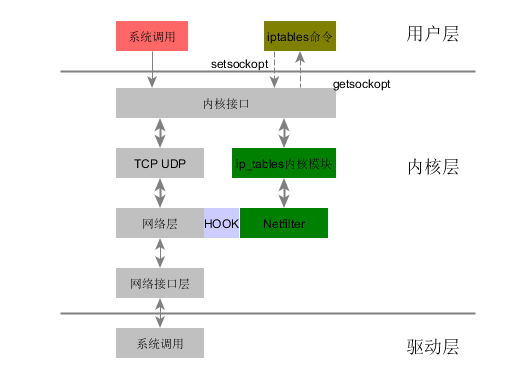 系统调用
iptables命令
用户层
setsockopt
getsockopt
内核接口
TCP UDP
ip_tables内核模块
内核层
网络层
HOOK
Netfilter
网络接口层
系统调用
驱动层